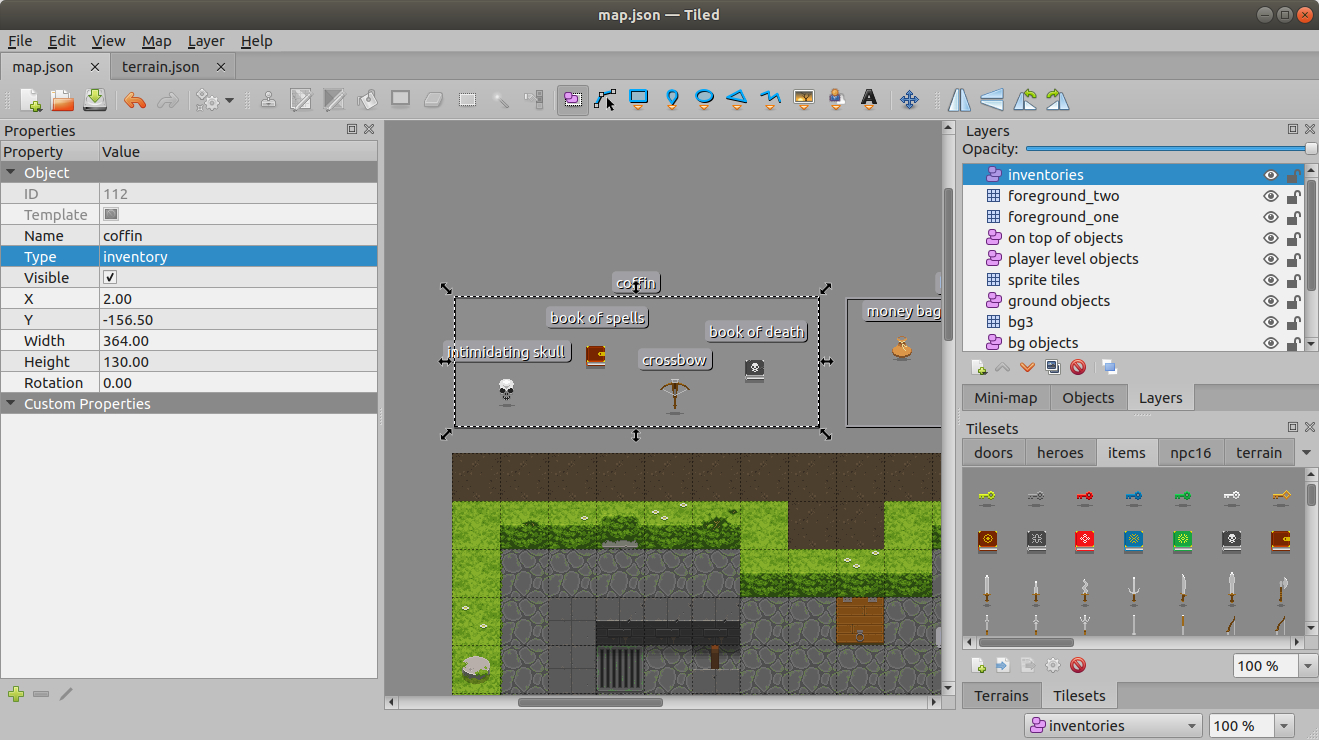 map.json — Tiled
File Edit View Map Layer Help
map.json terrain.json
Properties
Property Value
Object
ID 112
Template
Name coffin
Type inventory
Visible
X 2.00
Y -156.50
Width 364.00
Height 130.00
Rotation 0.00
Custom Properties
coffin
book of spells
book of death
intimidating skull
crossbow
money bag
Layers
Opacity:
inventories
foreground_two
foreground_one
on top of objects
player level objects
sprite tiles
ground objects
bg3
bg objects
Mini-map Objects Layers
Tilesets
doors heroes items npc16 terrain
100 %
Terrains Tilesets
inventories 100 %